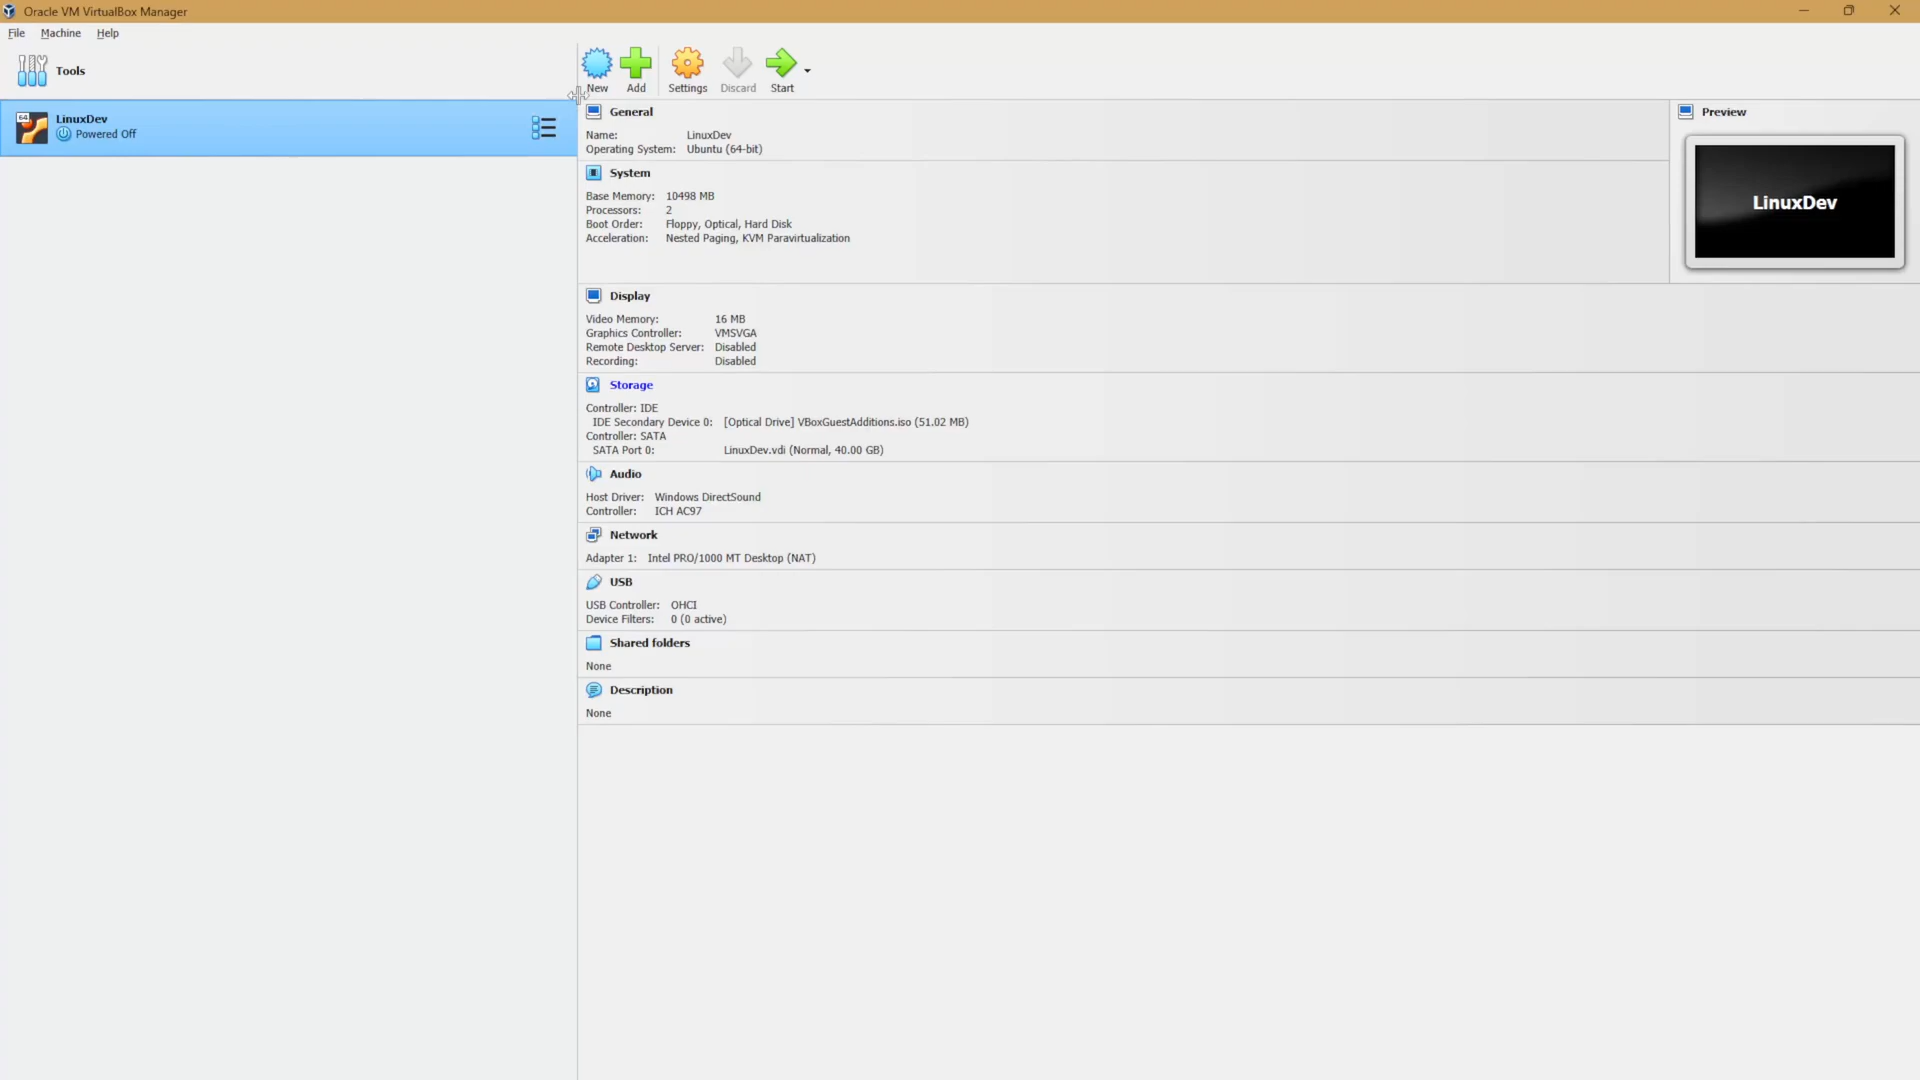 Oracle VM VirtualBox Manager
File Machine Help
Tools
New Add Settings Discard Start
64
LinuxDev
Powered Off
General
Name: LinuxDev
Operating System: Ubuntu (64-bit)
System
Base Memory: 10498 MB
Processors: 2
Boot Order: Floppy, Optical, Hard Disk
Acceleration: Nested Paging, KVM Paravirtualization
Preview
LinuxDev
Display
Video Memory: 16 MB
Graphics Controller: VMSVGA
Remote Desktop Server: Disabled
Recording: Disabled
Storage
Controller: IDE
IDE Secondary Device 0: [Optical Drive] VBoxGuestAdditions.iso (51.02 MB)
Controller: SATA
SATA Port 0: LinuxDev.vdi (Normal, 40.00 GB)
Audio
Host Driver: Windows DirectSound
Controller: ICH AC97
Network
Adapter 1: Intel PRO/1000 MT Desktop (NAT)
USB
USB Controller: OHCI
Device Filters: 0 (0 active)
Shared folders
None
Description
None